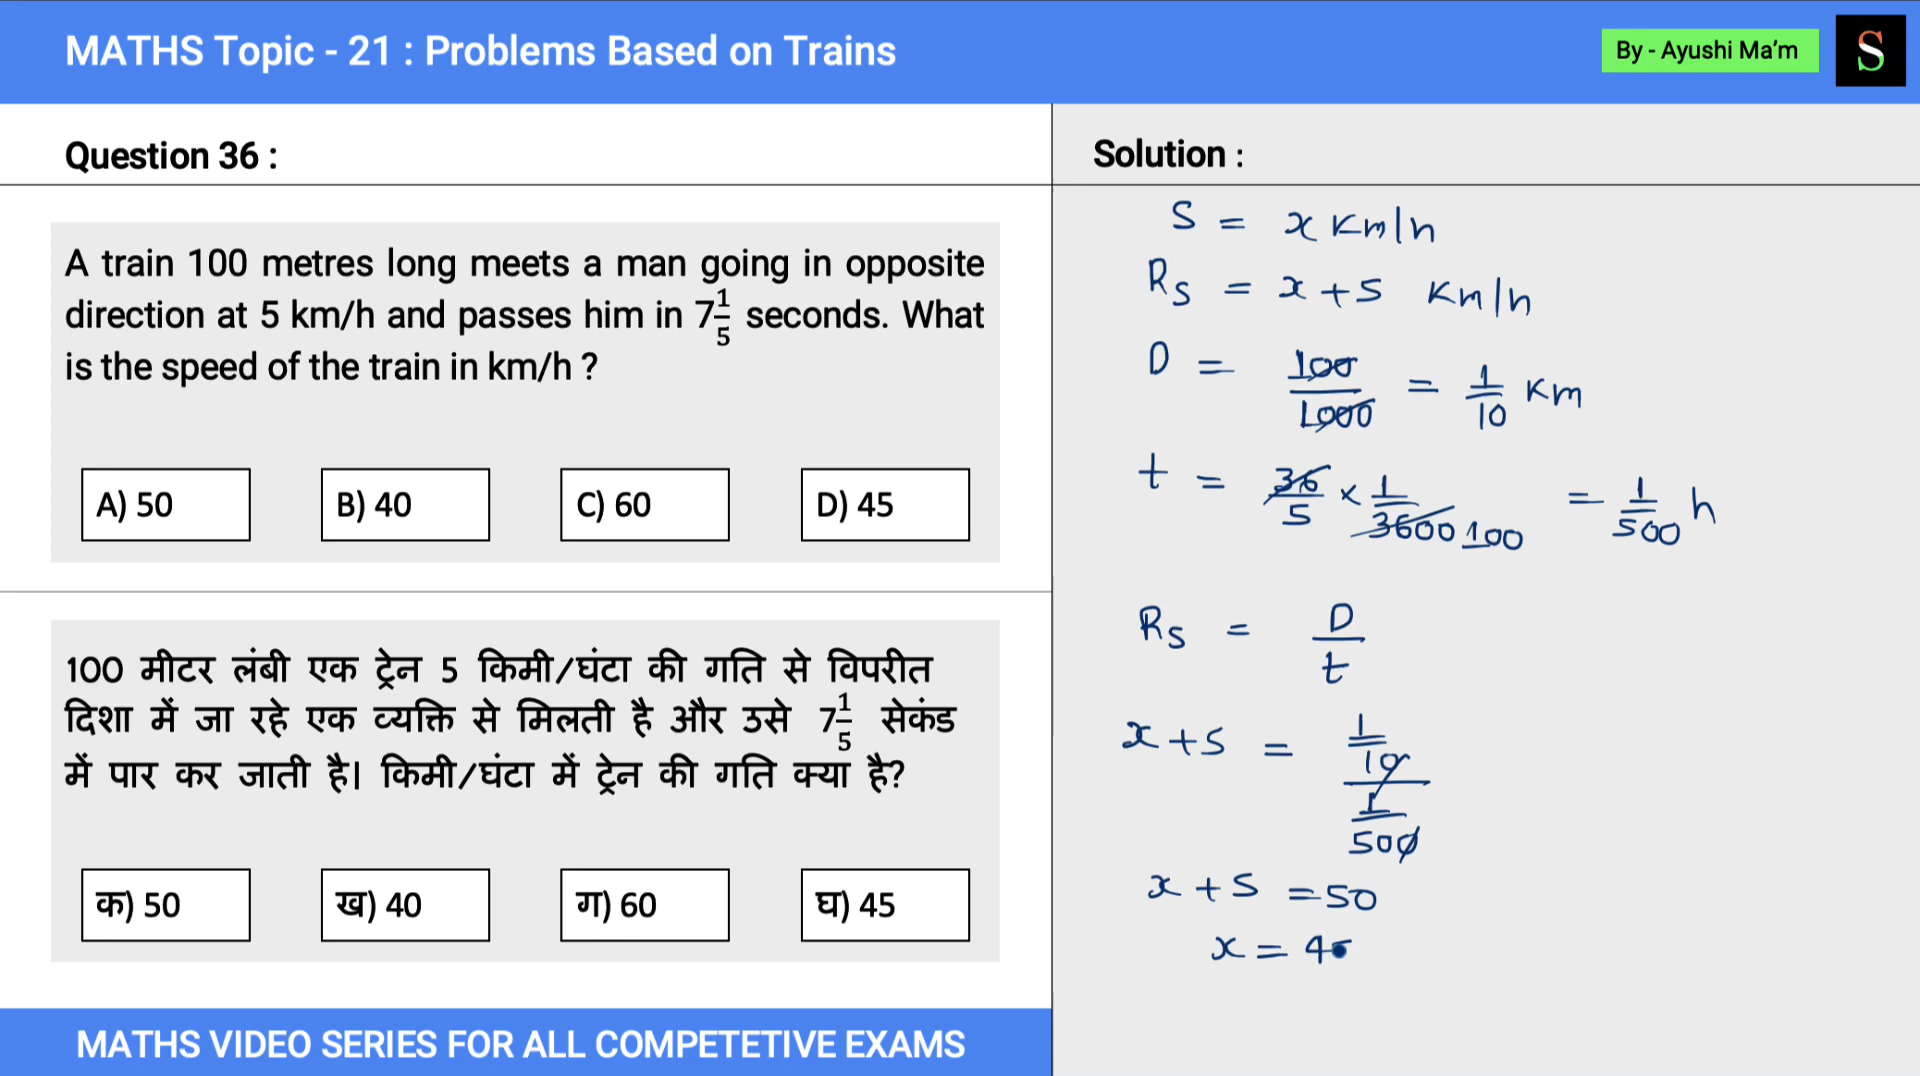 MATHS Topic - 21 : Problems Based on Trains
By - Ayushi Ma'm
S
Question 36 :
A train 100 metres long meets a man going in opposite
direction at 5 km/h and passes him in 7 1/5 seconds. What
is the speed of the train in km/h ?
A) 50
B) 40
C) 60
D) 45
100 मीटर लंबी एक ट्रेन 5 किमी/घंटा की गति से विपरीत
दिशा में जा रहे एक व्यक्ति से मिलती है और उसे 7 1/5 सेकंड
में पार कर जाती है। किमी/घंटा में ट्रेन की गति क्या है?
क) 50
ख) 40
ग) 60
घ) 45
MATHS VIDEO SERIES FOR ALL COMPETETIVE EXAMS
Solution :
S = x Km/h
Rs = x + 5 Km/h
D = 100/1000 = 1/10 Km
t = 36/5 × 1/3600 100 = 1/500 h
Rs = D/t
x + 5 = 1/10 / 1/500
x + 5 = 50
x = 4